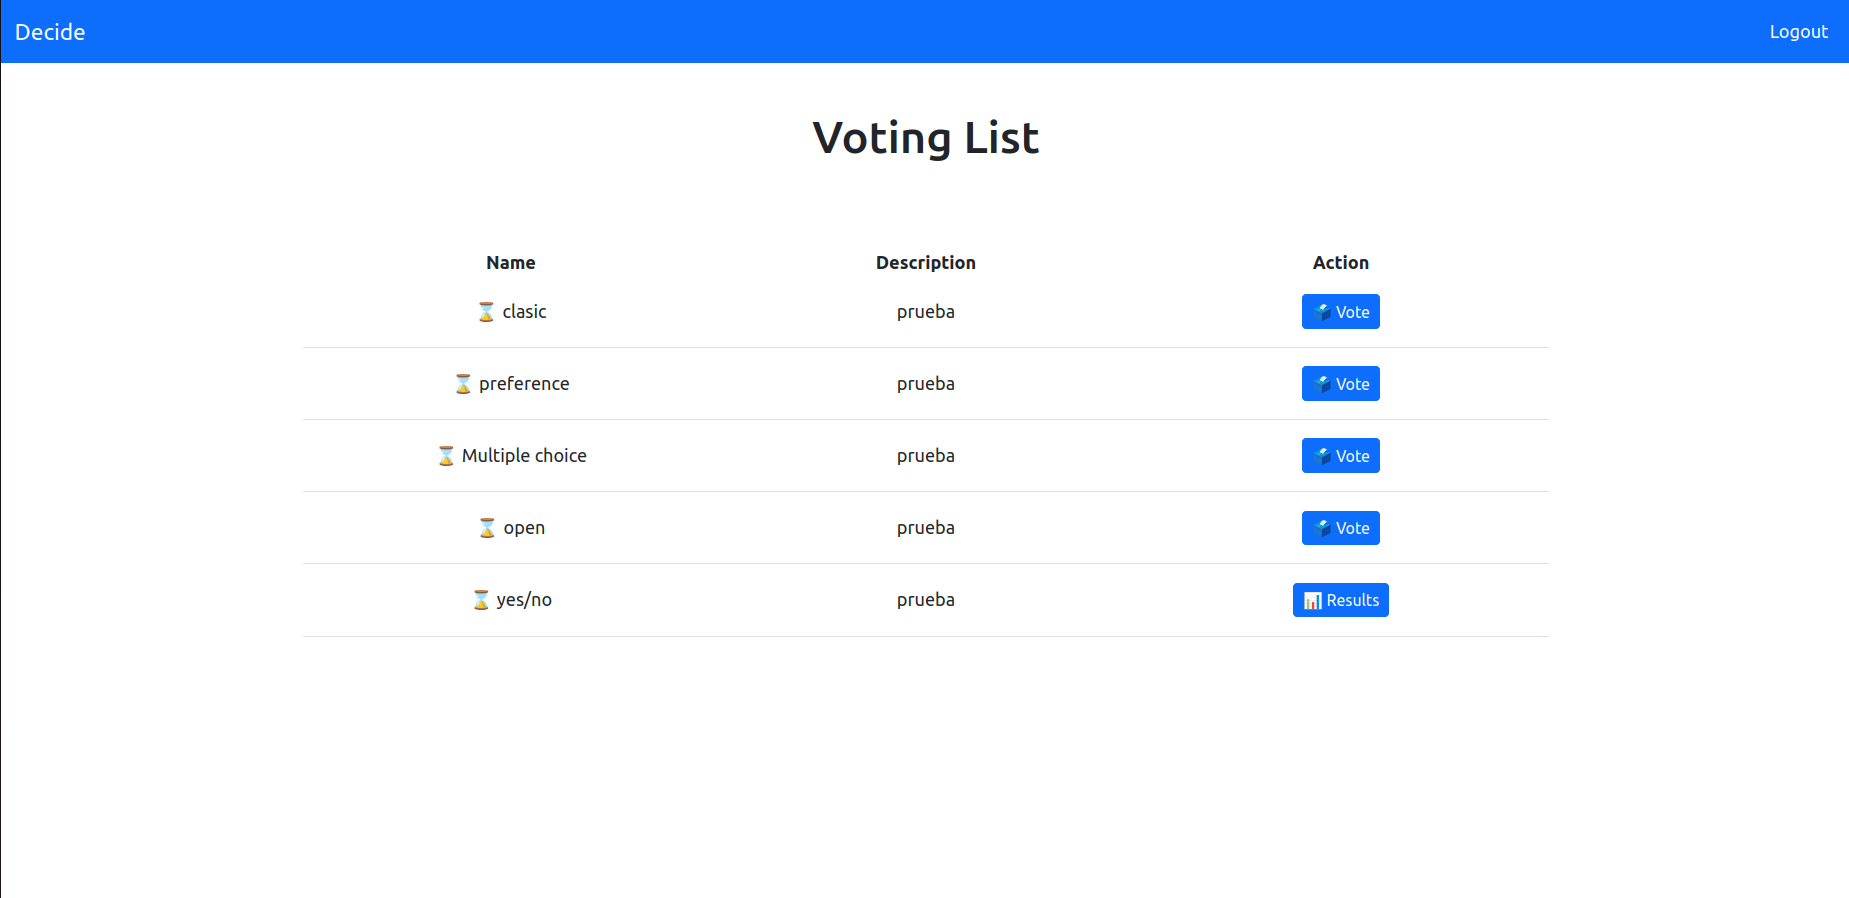 Decide Logout
Voting List
Name Description Action
⌛ clasic prueba 🗳 Vote
⌛ preference prueba 🗳 Vote
⌛ Multiple choice prueba 🗳 Vote
⌛ open prueba 🗳 Vote
⌛ yes/no prueba 📊 Results